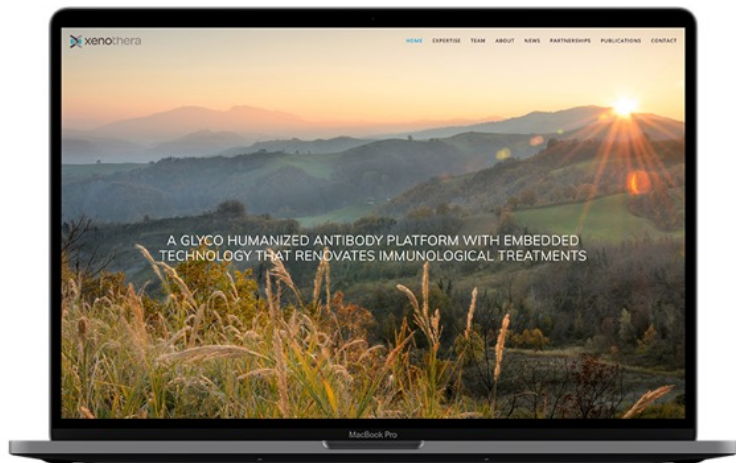 xenothera
HOME EXPERTISE TEAM ABOUT NEWS PARTNERSHIPS PUBLICATIONS CONTACT
A GLYCO HUMANIZED ANTIBODY PLATFORM WITH EMBEDDED
TECHNOLOGY THAT RENOVATES IMMUNOLOGICAL TREATMENTS
MacBook Pro